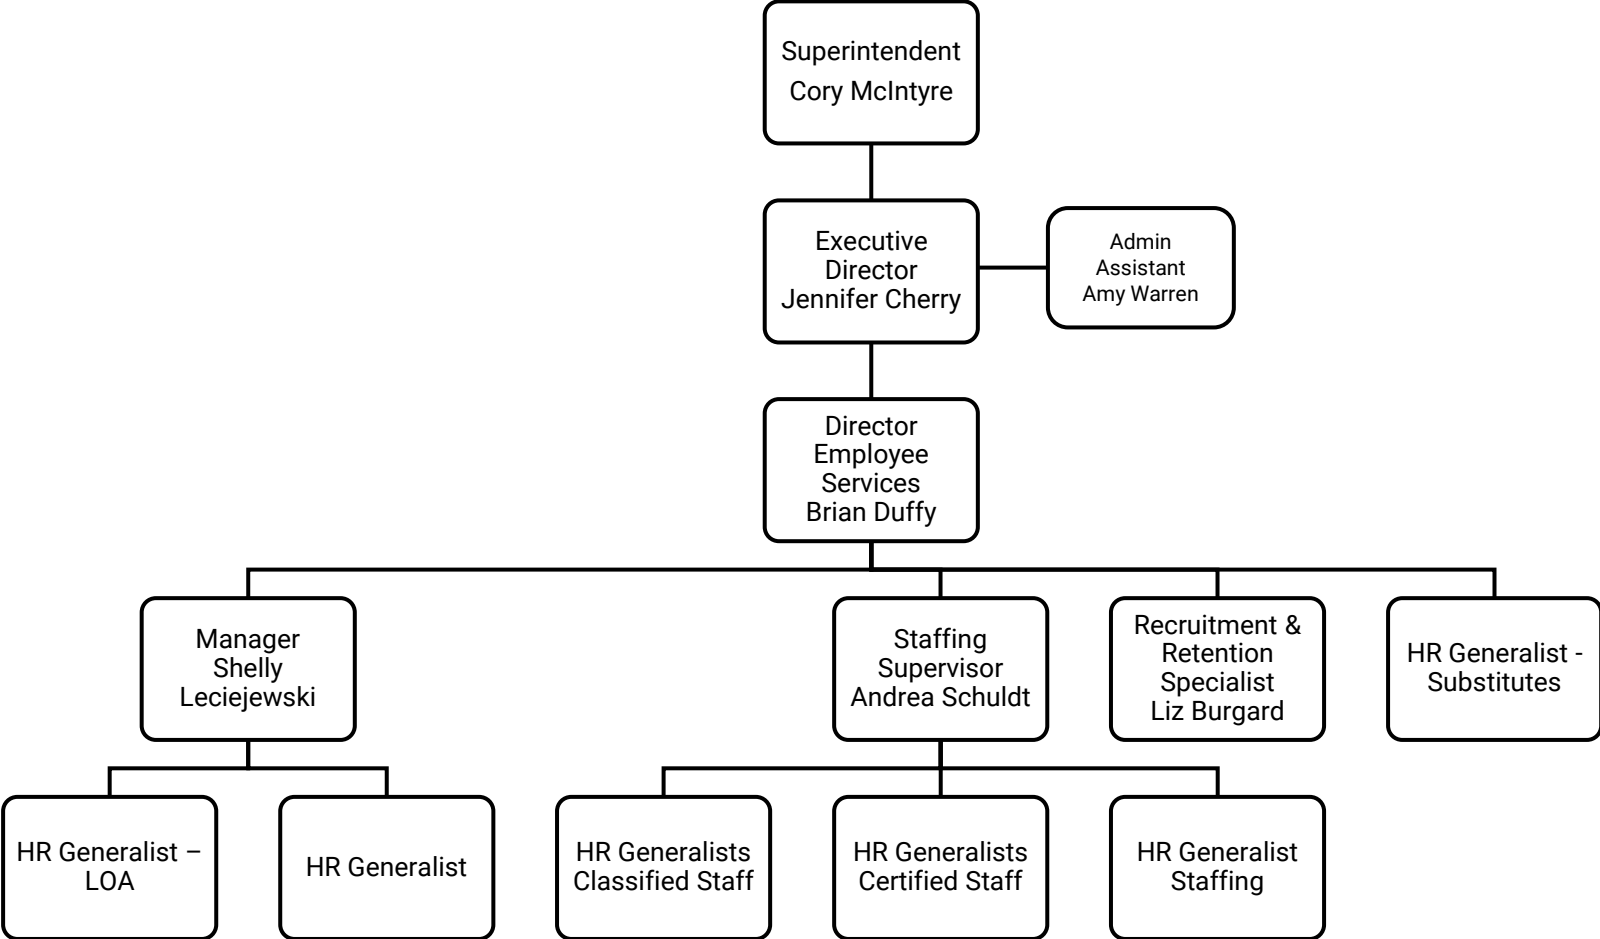 Superintendent
Cory McIntyre
Executive
Director
Jennifer Cherry
Admin
Assistant
Amy Warren
Director
Employee
Services
Brian Duffy
Manager
Shelly
Leciejewski
Staffing
Supervisor
Andrea Schuldt
Recruitment &
Retention
Specialist
Liz Burgard
HR Generalist -
Substitutes
HR Generalist –
LOA
HR Generalist
HR Generalists
Classified Staff
HR Generalists
Certified Staff
HR Generalist
Staffing